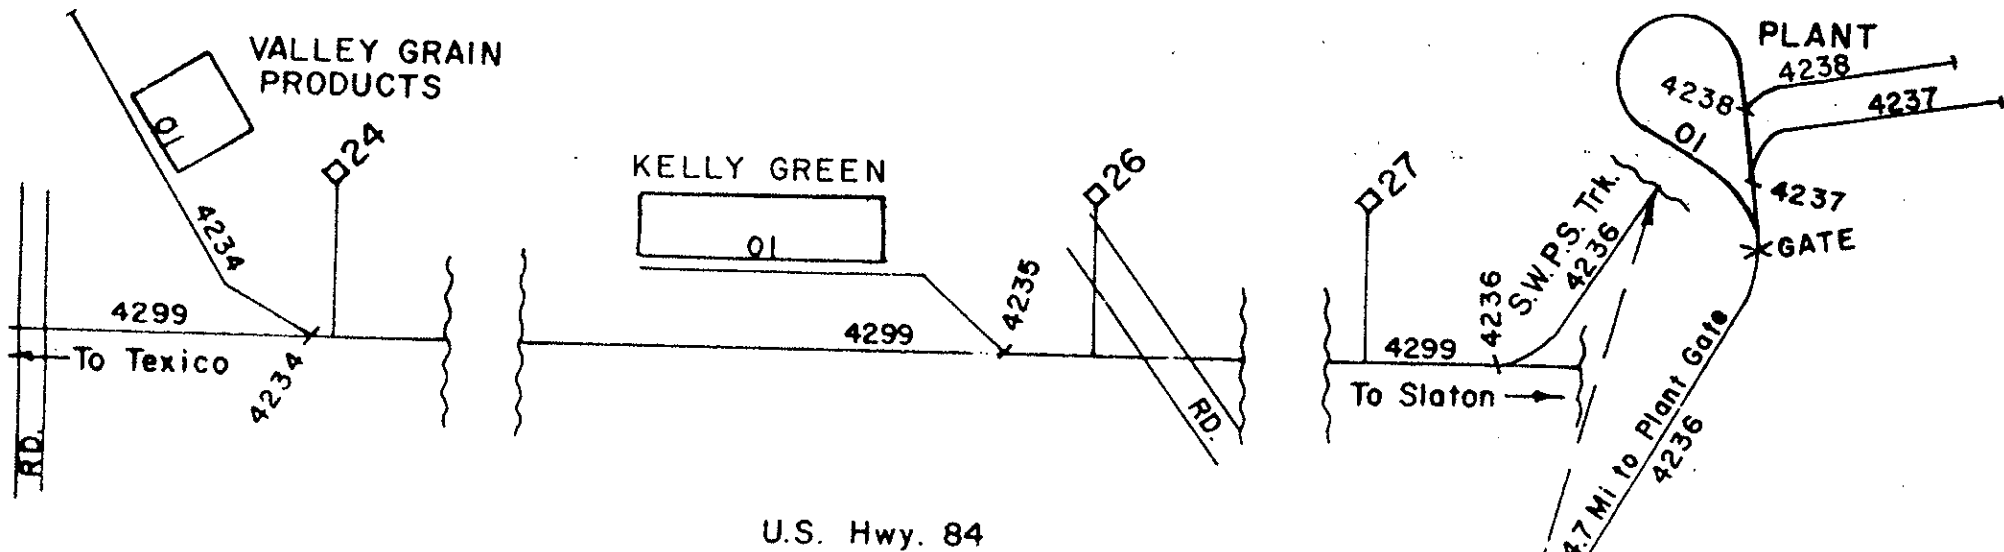 VALLEY GRAIN
PRODUCTS
01
24
4234
4299
To Texico
4234
RD.
KELLY GREEN
01
4299
4235
26
RD.
27
4299
To Slaton
4236
S.W.P.S. Trk.
4236
PLANT
4238
4238
4237
01
4237
GATE
4.7 Mi to Plant Gate
4236
U.S. Hwy. 84